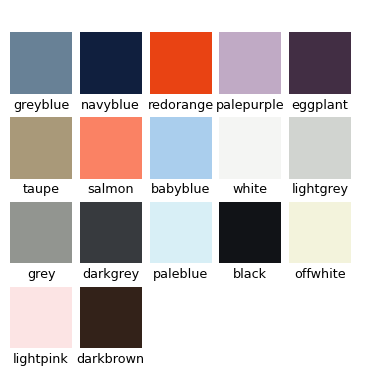 greyblue navyblue redorange palepurple eggplant
taupe salmon babyblue white lightgrey
grey darkgrey paleblue black offwhite
lightpink darkbrown